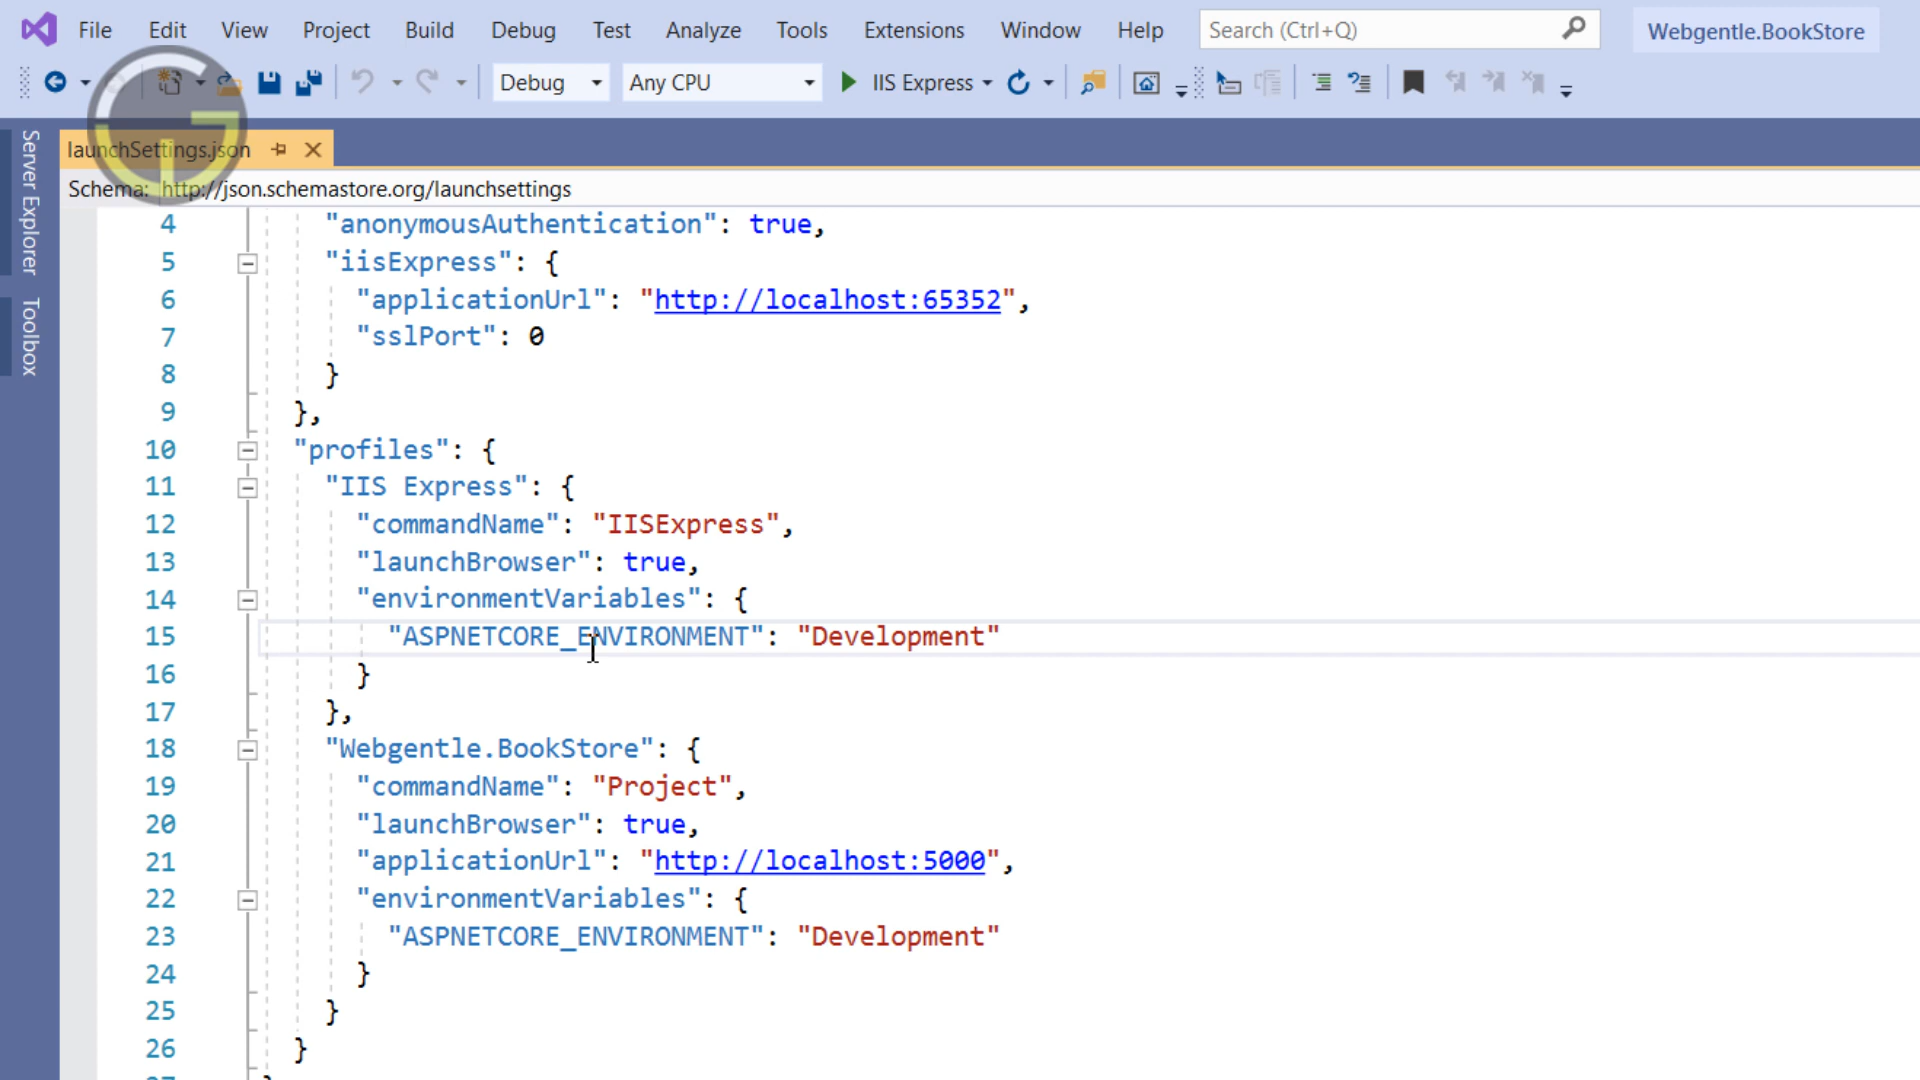 File Edit View Project Build Debug Test Analyze Tools Extensions Window Help Search (Ctrl+Q) Webgentle.BookStore
Debug Any CPU IIS Express
launchSettings.json
Schema: http://json.schemastore.org/launchsettings
Server Explorer
Toolbox
4 "anonymousAuthentication": true,
5 "iisExpress": {
6 "applicationUrl": "http://localhost:65352",
7 "sslPort": 0
8 }
9 },
10 "profiles": {
11 "IIS Express": {
12 "commandName": "IISExpress",
13 "launchBrowser": true,
14 "environmentVariables": {
15 "ASPNETCORE_ENVIRONMENT": "Development"
16 }
17 },
18 "Webgentle.BookStore": {
19 "commandName": "Project",
20 "launchBrowser": true,
21 "applicationUrl": "http://localhost:5000",
22 "environmentVariables": {
23 "ASPNETCORE_ENVIRONMENT": "Development"
24 }
25 }
26 }